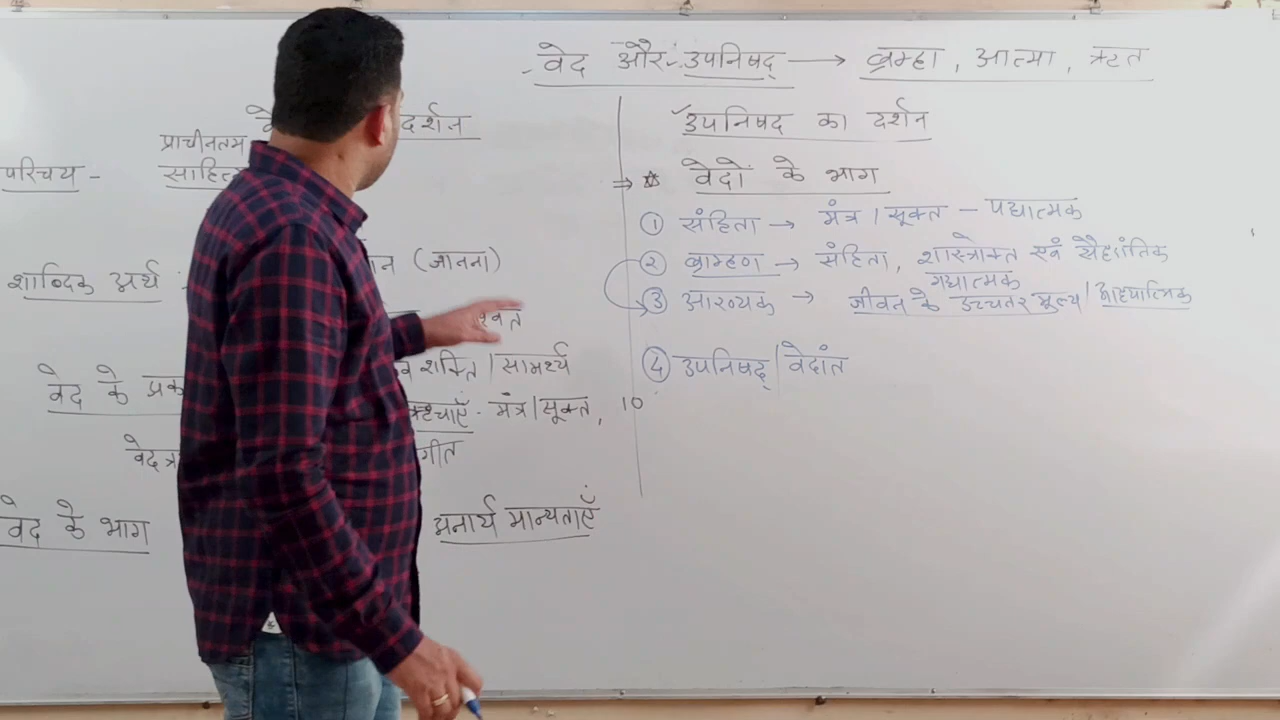 वेद और उपनिषद् → ब्रम्हा, आत्मा, ऋत
दर्शन
प्राचीनतम
परिचय -
(जानना)
शाब्दिक अर्थ
शक्ति | सामर्थ्य
वेद के
ऋचाएँ - मंत्र | सूक्त, 10
वेद के भाग
अनार्य मान्यताएँ
उपनिषद का दर्शन
⇒ ☆ वेदों के भाग
① संहिता → मंत्र | सूक्त - पद्यात्मक
② ब्राम्हण → संहिता, शास्त्रोक्त एवं सैद्धांतिक
गद्यात्मक
③ आरण्यक → जीवन के उच्चतर मूल्य | आध्यात्मिक
④ उपनिषद् | वेदांत